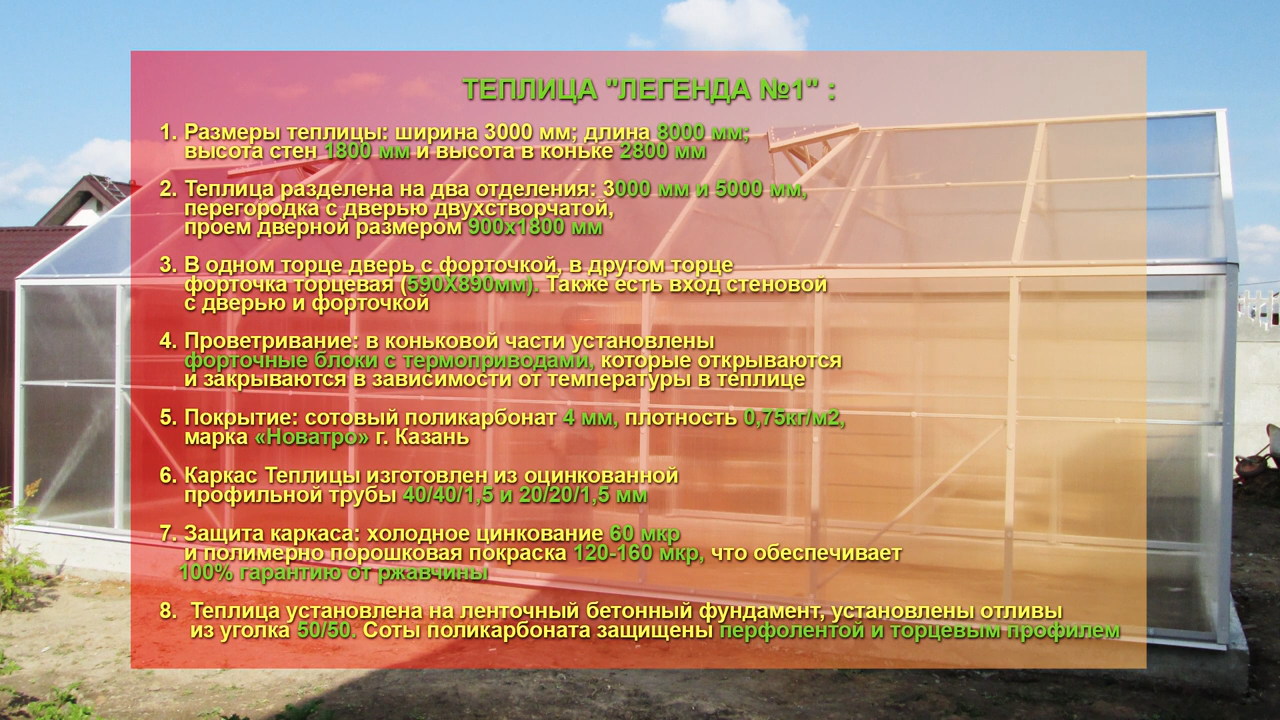 ТЕПЛИЦА "ЛЕГЕНДА №1" :
1. Размеры теплицы: ширина 3000 мм; длина 8000 мм;
высота стен 1800 мм и высота в коньке 2800 мм
2. Теплица разделена на два отделения: 3000 мм и 5000 мм,
перегородка с дверью двухстворчатой,
проем дверной размером 900х1800 мм
3. В одном торце дверь с форточкой, в другом торце
форточка торцевая (590Х890мм). Также есть вход стеновой
с дверью и форточкой
4. Проветривание: в коньковой части установлены
форточные блоки с термоприводами, которые открываются
и закрываются в зависимости от температуры в теплице
5. Покрытие: сотовый поликарбонат 4 мм, плотность 0,75кг/м2,
марка «Новатро» г. Казань
6. Каркас Теплицы изготовлен из оцинкованной
профильной трубы 40/40/1,5 и 20/20/1,5 мм
7. Защита каркаса: холодное цинкование 60 мкр
и полимерно порошковая покраска 120-160 мкр, что обеспечивает
100% гарантию от ржавчины
8. Теплица установлена на ленточный бетонный фундамент, установлены отливы
из уголка 50/50. Соты поликарбоната защищены перфолентой и торцевым профилем